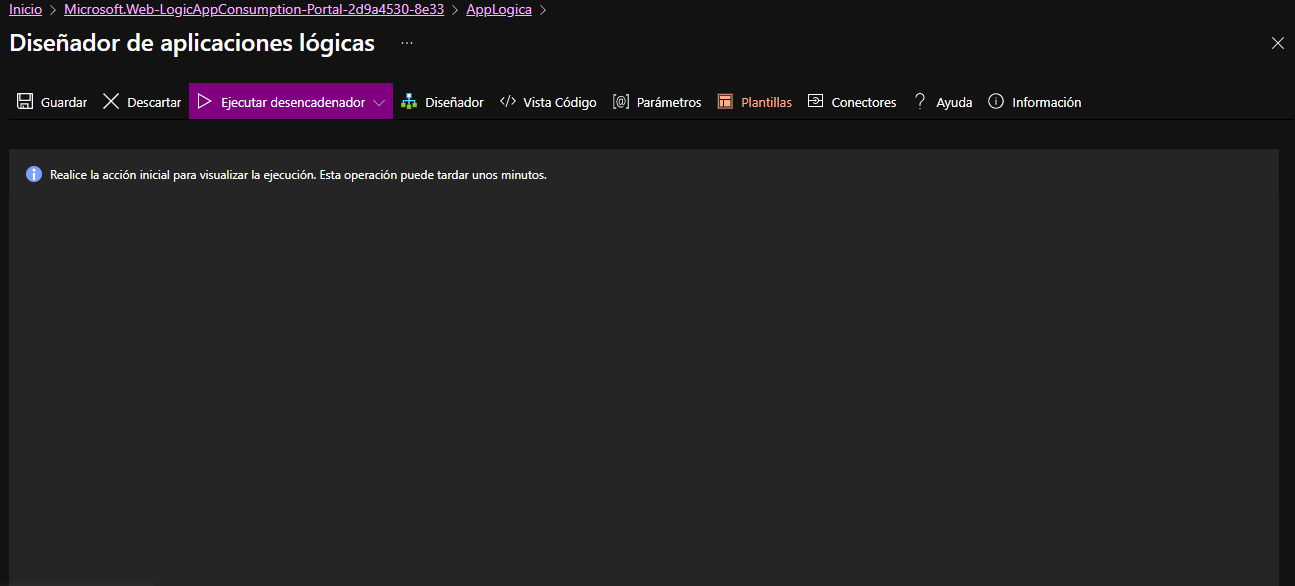 Inicio > Microsoft.Web-LogicAppConsumption-Portal-2d9a4530-8e33 > AppLogica >
Diseñador de aplicaciones lógicas ...
Guardar Descartar Ejecutar desencadenador Diseñador Vista Código Parámetros Plantillas Conectores Ayuda Información
Realice la acción inicial para visualizar la ejecución. Esta operación puede tardar unos minutos.